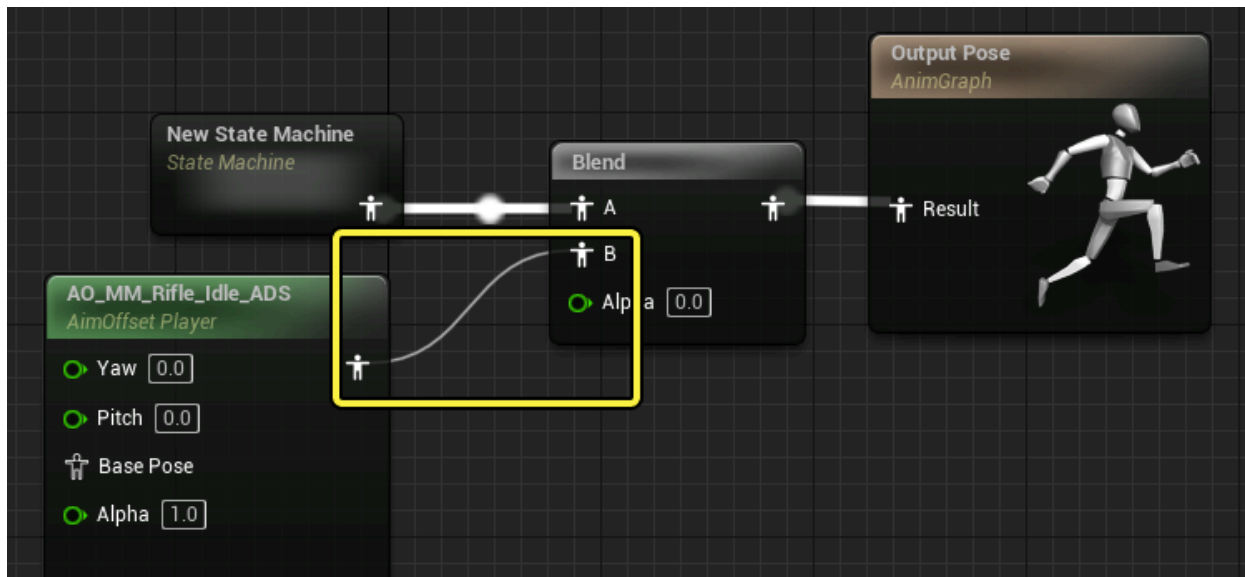 Output Pose
AnimGraph
New State Machine
State Machine
Blend
A
Result
B
AO_MM_Rifle_Idle_ADS
AimOffset Player
Alpha 0.0
Yaw 0.0
Pitch 0.0
Base Pose
Alpha 1.0